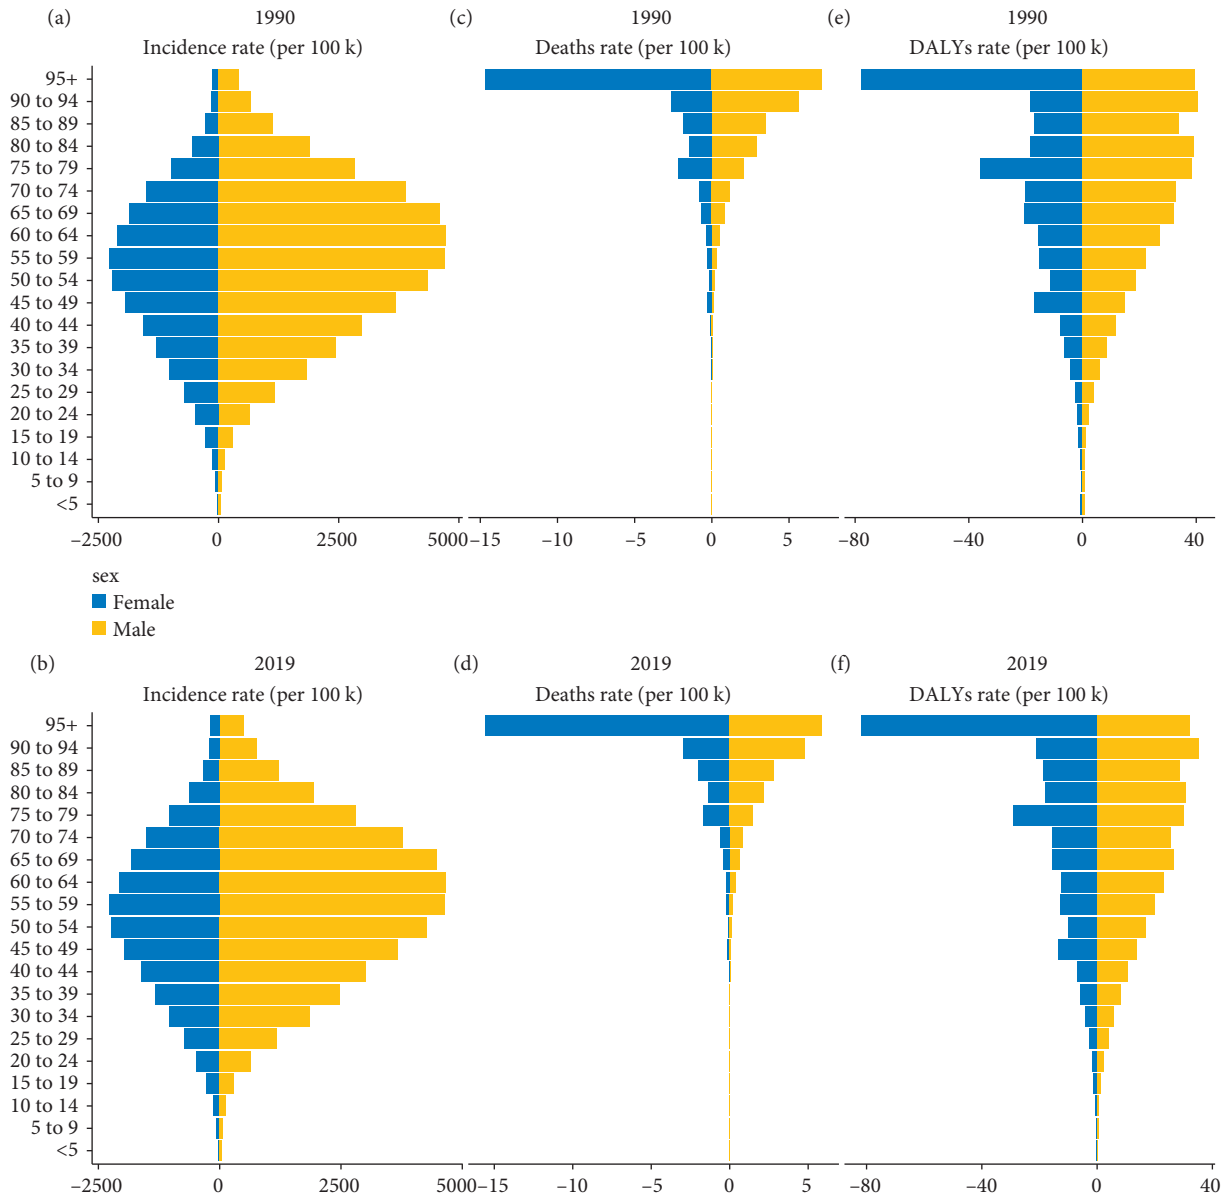 (a) 1990
Incidence rate (per 100 k)
95+
90 to 94
85 to 89
80 to 84
75 to 79
70 to 74
65 to 69
60 to 64
55 to 59
50 to 54
45 to 49
40 to 44
35 to 39
30 to 34
25 to 29
20 to 24
15 to 19
10 to 14
5 to 9
<5
−2500 0 2500 5000
(c) 1990
Deaths rate (per 100 k)
−15 −10 −5 0 5
(e) 1990
DALYs rate (per 100 k)
−80 −40 0 40
sex
Female
Male
(b) 2019
Incidence rate (per 100 k)
95+
90 to 94
85 to 89
80 to 84
75 to 79
70 to 74
65 to 69
60 to 64
55 to 59
50 to 54
45 to 49
40 to 44
35 to 39
30 to 34
25 to 29
20 to 24
15 to 19
10 to 14
5 to 9
<5
−2500 0 2500 5000
(d) 2019
Deaths rate (per 100 k)
−15 −10 −5 0 5
(f) 2019
DALYs rate (per 100 k)
−80 −40 0 40